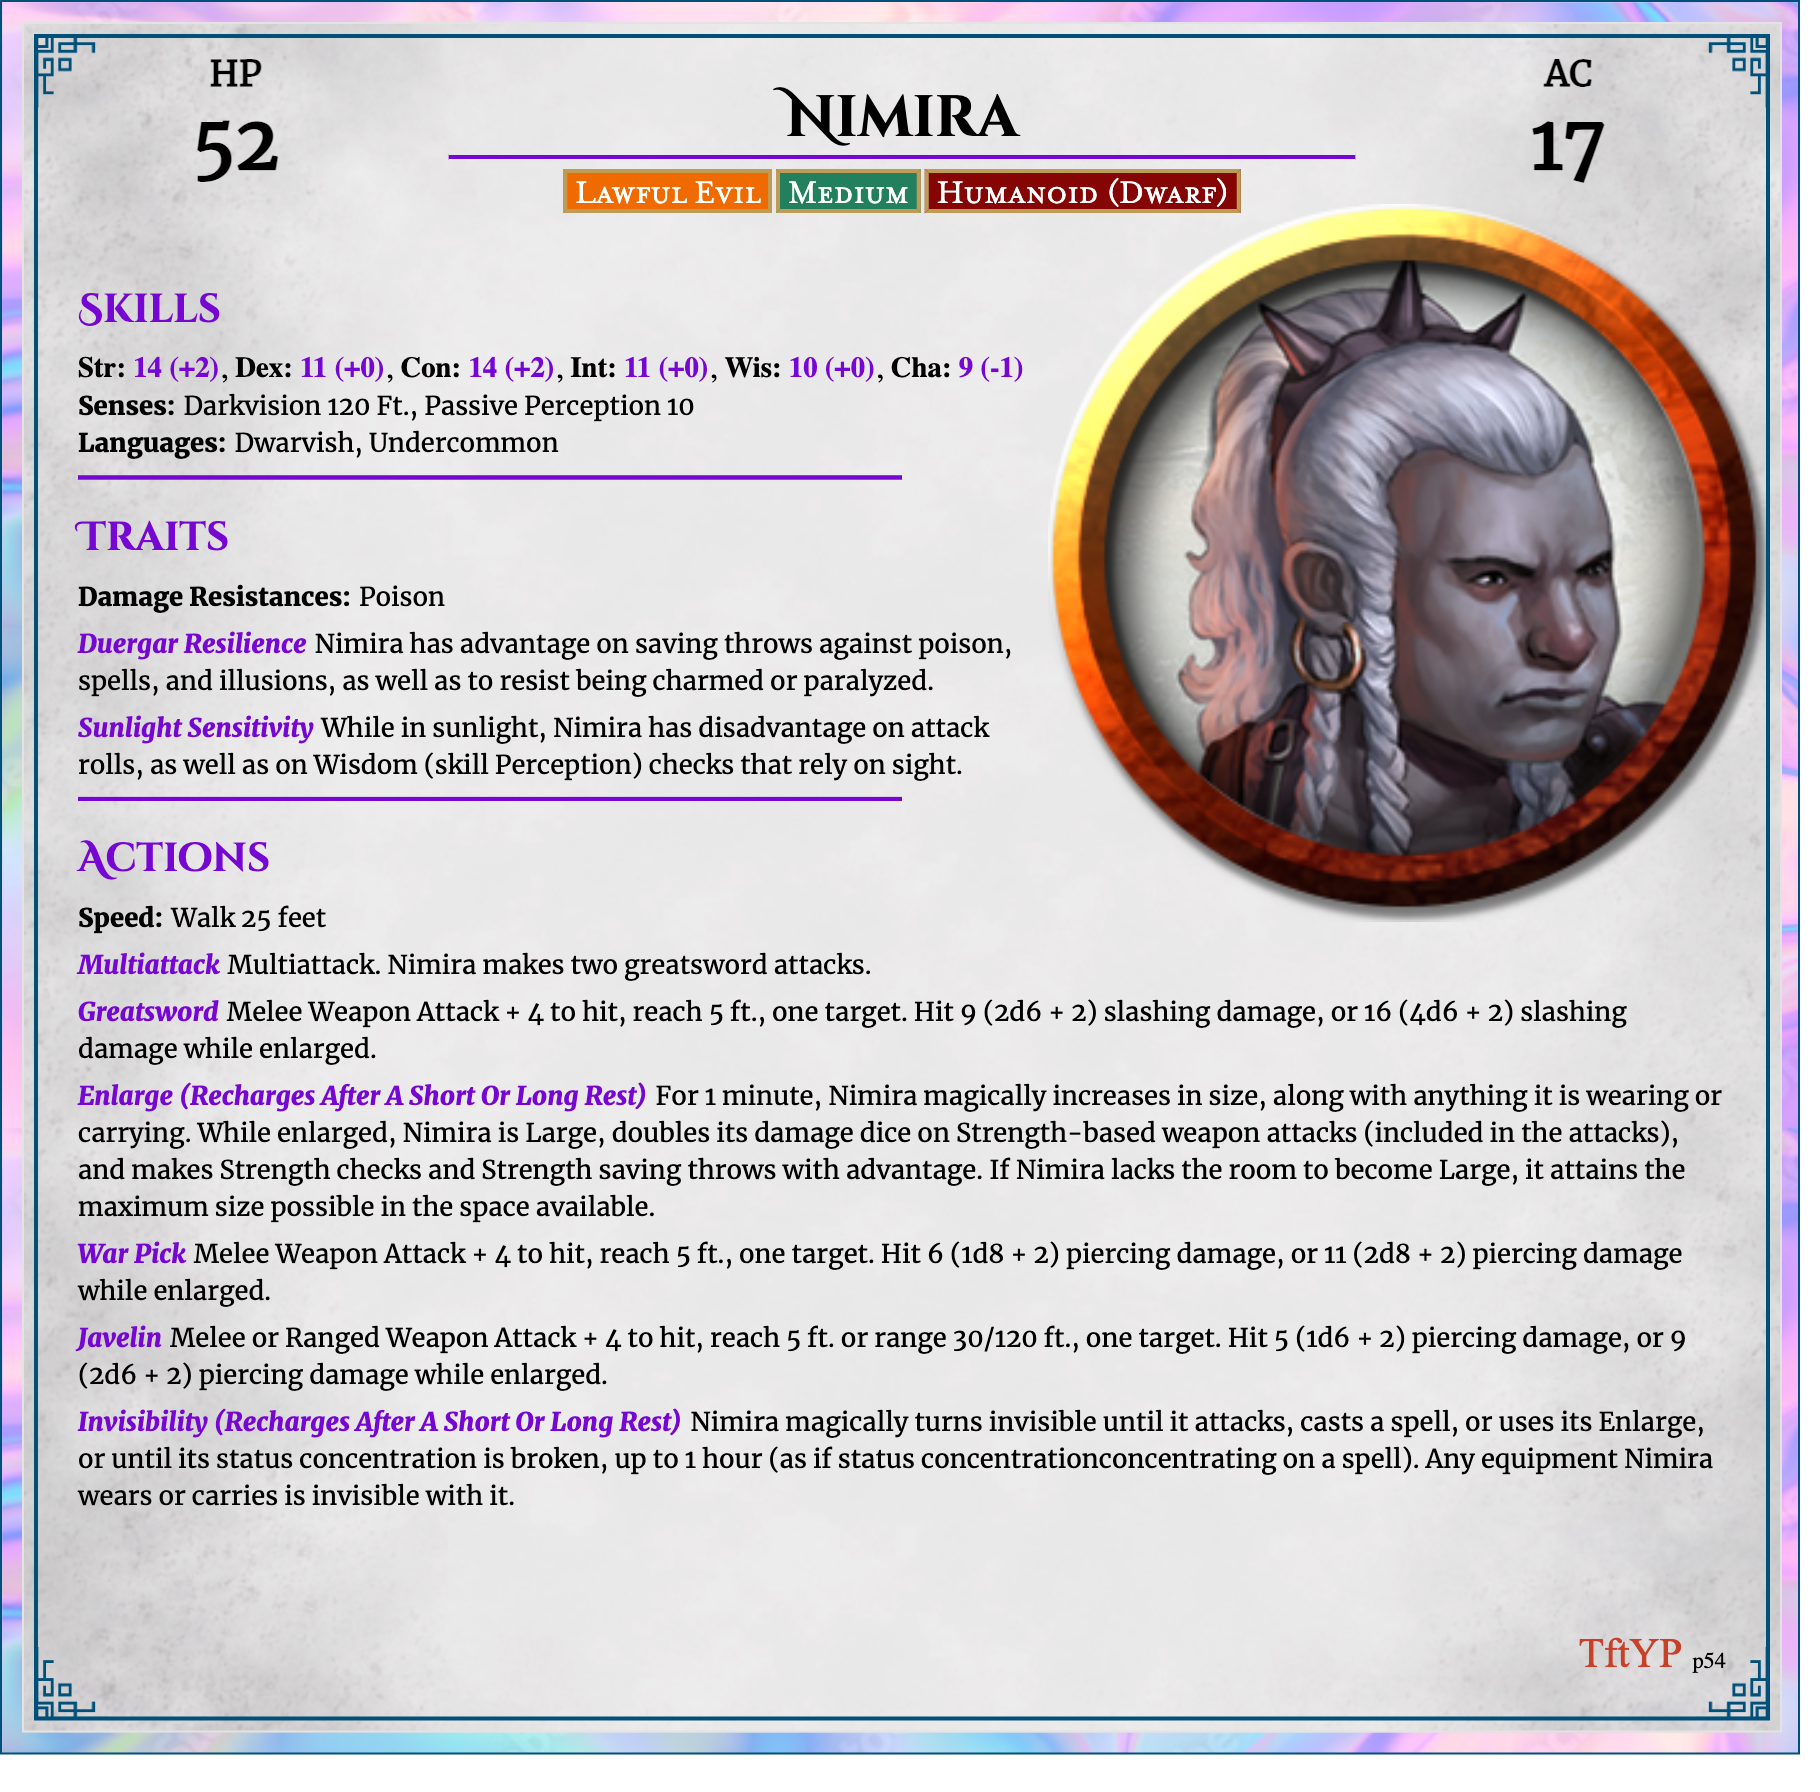 HP
52
NIMIRA
AC
17
LAWFUL EVIL MEDIUM HUMANOID (DWARF)
SKILLS
Str: 14 (+2), Dex: 11 (+0), Con: 14 (+2), Int: 11 (+0), Wis: 10 (+0), Cha: 9 (-1)
Senses: Darkvision 120 Ft., Passive Perception 10
Languages: Dwarvish, Undercommon
TRAITS
Damage Resistances: Poison
Duergar Resilience Nimira has advantage on saving throws against poison,
spells, and illusions, as well as to resist being charmed or paralyzed.
Sunlight Sensitivity While in sunlight, Nimira has disadvantage on attack
rolls, as well as on Wisdom (skill Perception) checks that rely on sight.
ACTIONS
Speed: Walk 25 feet
Multiattack Multiattack. Nimira makes two greatsword attacks.
Greatsword Melee Weapon Attack + 4 to hit, reach 5 ft., one target. Hit 9 (2d6 + 2) slashing damage, or 16 (4d6 + 2) slashing
damage while enlarged.
Enlarge (Recharges After A Short Or Long Rest) For 1 minute, Nimira magically increases in size, along with anything it is wearing or
carrying. While enlarged, Nimira is Large, doubles its damage dice on Strength-based weapon attacks (included in the attacks),
and makes Strength checks and Strength saving throws with advantage. If Nimira lacks the room to become Large, it attains the
maximum size possible in the space available.
War Pick Melee Weapon Attack + 4 to hit, reach 5 ft., one target. Hit 6 (1d8 + 2) piercing damage, or 11 (2d8 + 2) piercing damage
while enlarged.
Javelin Melee or Ranged Weapon Attack + 4 to hit, reach 5 ft. or range 30/120 ft., one target. Hit 5 (1d6 + 2) piercing damage, or 9
(2d6 + 2) piercing damage while enlarged.
Invisibility (Recharges After A Short Or Long Rest) Nimira magically turns invisible until it attacks, casts a spell, or uses its Enlarge,
or until its status concentration is broken, up to 1 hour (as if status concentrationconcentrating on a spell). Any equipment Nimira
wears or carries is invisible with it.
TftYP p54